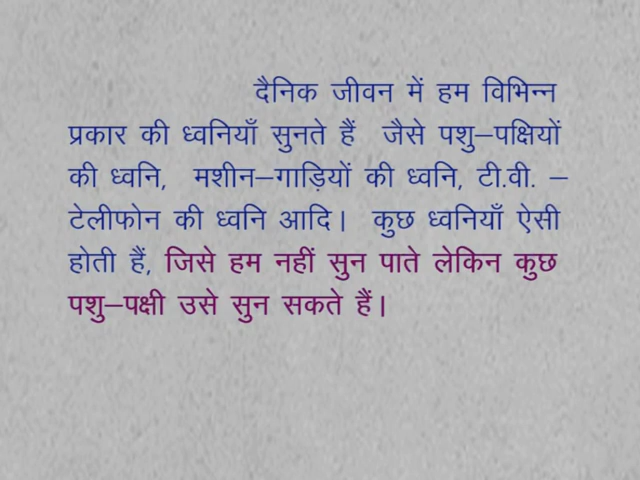 दैनिक जीवन में हम विभिन्न
प्रकार की ध्वनियाँ सुनते हैं जैसे पशु–पक्षियों
की ध्वनि, मशीन–गाड़ियों की ध्वनि, टी.वी. –
टेलीफोन की ध्वनि आदि। कुछ ध्वनियाँ ऐसी
होती हैं, जिसे हम नहीं सुन पाते लेकिन कुछ
पशु–पक्षी उसे सुन सकते हैं।